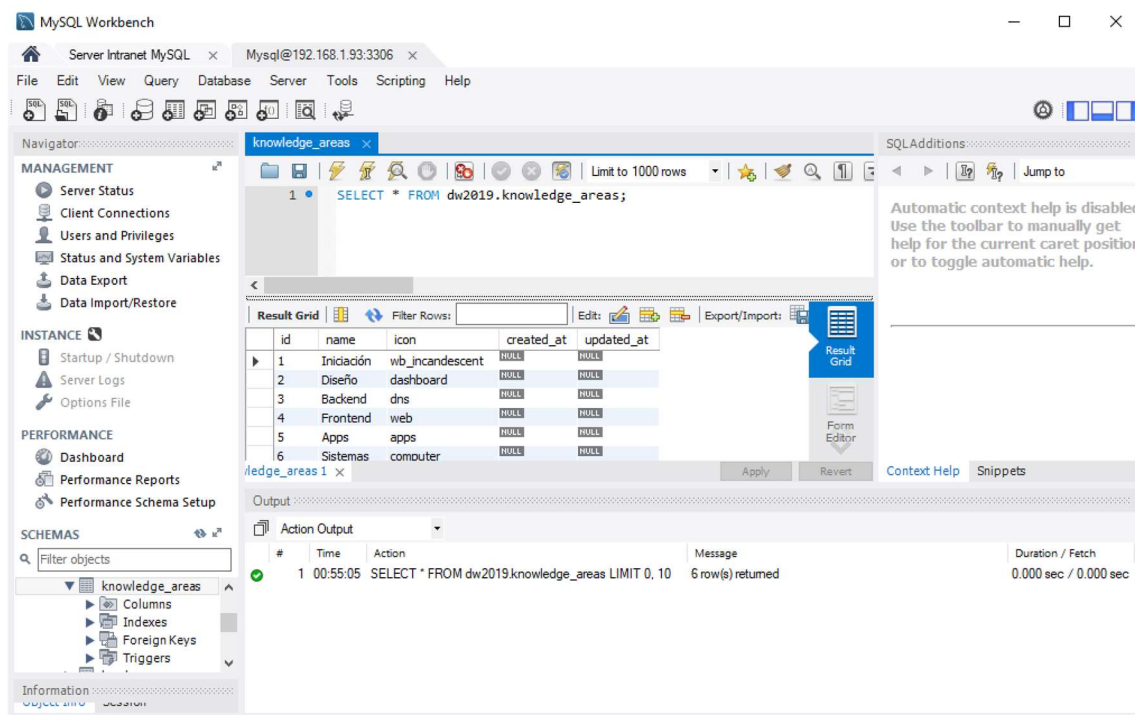 MySQL Workbench
Server Intranet MySQL
Mysql@192.168.1.93:3306
File Edit View Query Database Server Tools Scripting Help
Navigator
MANAGEMENT
Server Status
Client Connections
Users and Privileges
Status and System Variables
Data Export
Data Import/Restore
INSTANCE
Startup / Shutdown
Server Logs
Options File
PERFORMANCE
Dashboard
Performance Reports
Performance Schema Setup
SCHEMAS
Filter objects
knowledge_areas
Columns
Indexes
Foreign Keys
Triggers
Information
Object Info Session
knowledge_areas
Limit to 1000 rows
1 SELECT * FROM dw2019.knowledge_areas;
Result Grid Filter Rows: Edit: Export/Import:
id name icon created_at updated_at
1 Iniciación wb_incandescent NULL NULL
2 Diseño dashboard NULL NULL
3 Backend dns NULL NULL
4 Frontend web NULL NULL
5 Apps apps NULL NULL
6 Sistemas computer NULL NULL
Result
Grid
Form
Editor
vledge_areas 1
Apply Revert
SQLAdditions
Jump to
Automatic context help is disabled
Use the toolbar to manually get
help for the current caret position
or to toggle automatic help.
Context Help Snippets
Output
Action Output
# Time Action Message Duration / Fetch
1 00:55:05 SELECT * FROM dw2019.knowledge_areas LIMIT 0, 10 6 row(s) returned 0.000 sec / 0.000 sec